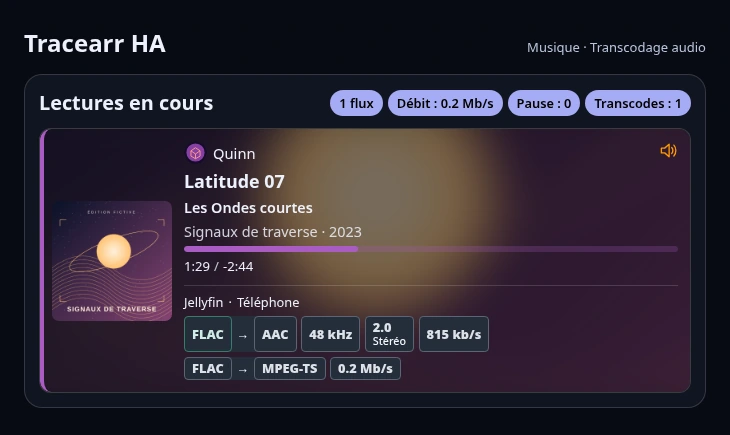 Tracearr HA
Musique · Transcodage audio
Lectures en cours
1 flux
Débit : 0.2 Mb/s
Pause : 0
Transcodes : 1
Quinn
Latitude 07
Les Ondes courtes
Signaux de traverse · 2023
1:29 / -2:44
ÉDITION FICTIVE
SIGNAUX DE TRAVERSE
Jellyfin · Téléphone
FLAC → AAC 48 kHz 2.0 Stéréo 815 kb/s
FLAC → MPEG-TS 0.2 Mb/s